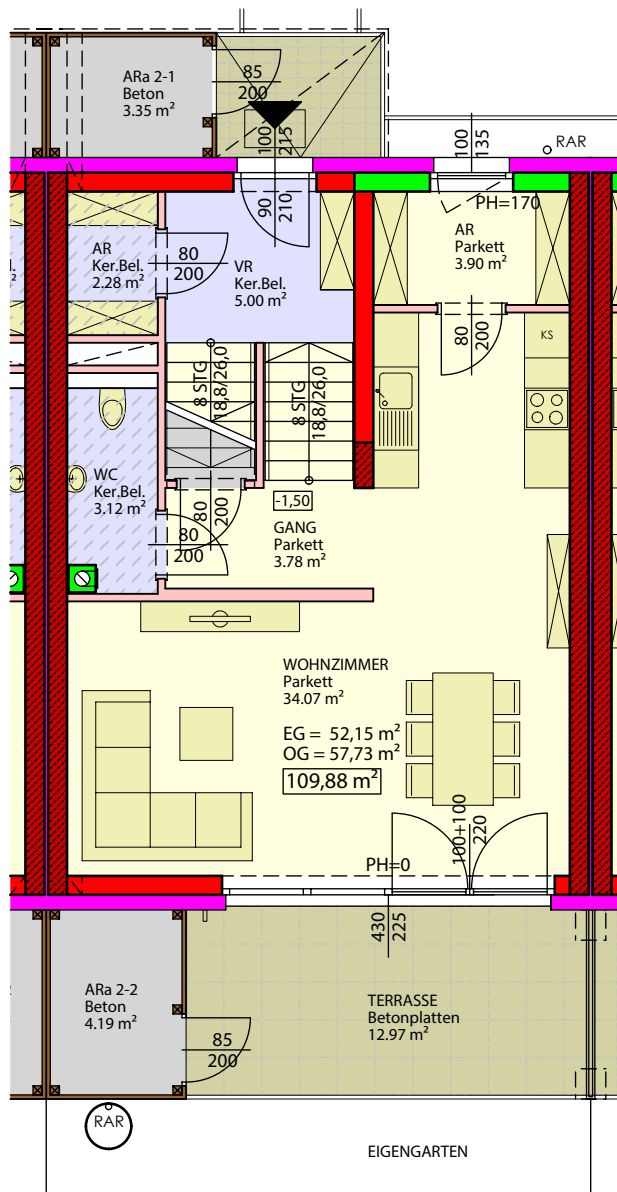 ARa 2-1
Beton
3.35 m²
85
200
100
215
100
135
RAR
90
210
PH=170
AR
Ker.Bel.
2.28 m²
80
200
VR
Ker.Bel.
5.00 m²
AR
Parkett
3.90 m²
80
200
KS
8 STG
18,8/26,0
8 STG
18,8/26,0
WC
Ker.Bel.
3.12 m²
80
200
80
200
-1,50
GANG
Parkett
3.78 m²
WOHNZIMMER
Parkett
34.07 m²
EG = 52,15 m²
OG = 57,73 m²
109,88 m²
100+100
220
PH=0
430
225
ARa 2-2
Beton
4.19 m²
85
200
TERRASSE
Betonplatten
12.97 m²
RAR
EIGENGARTEN